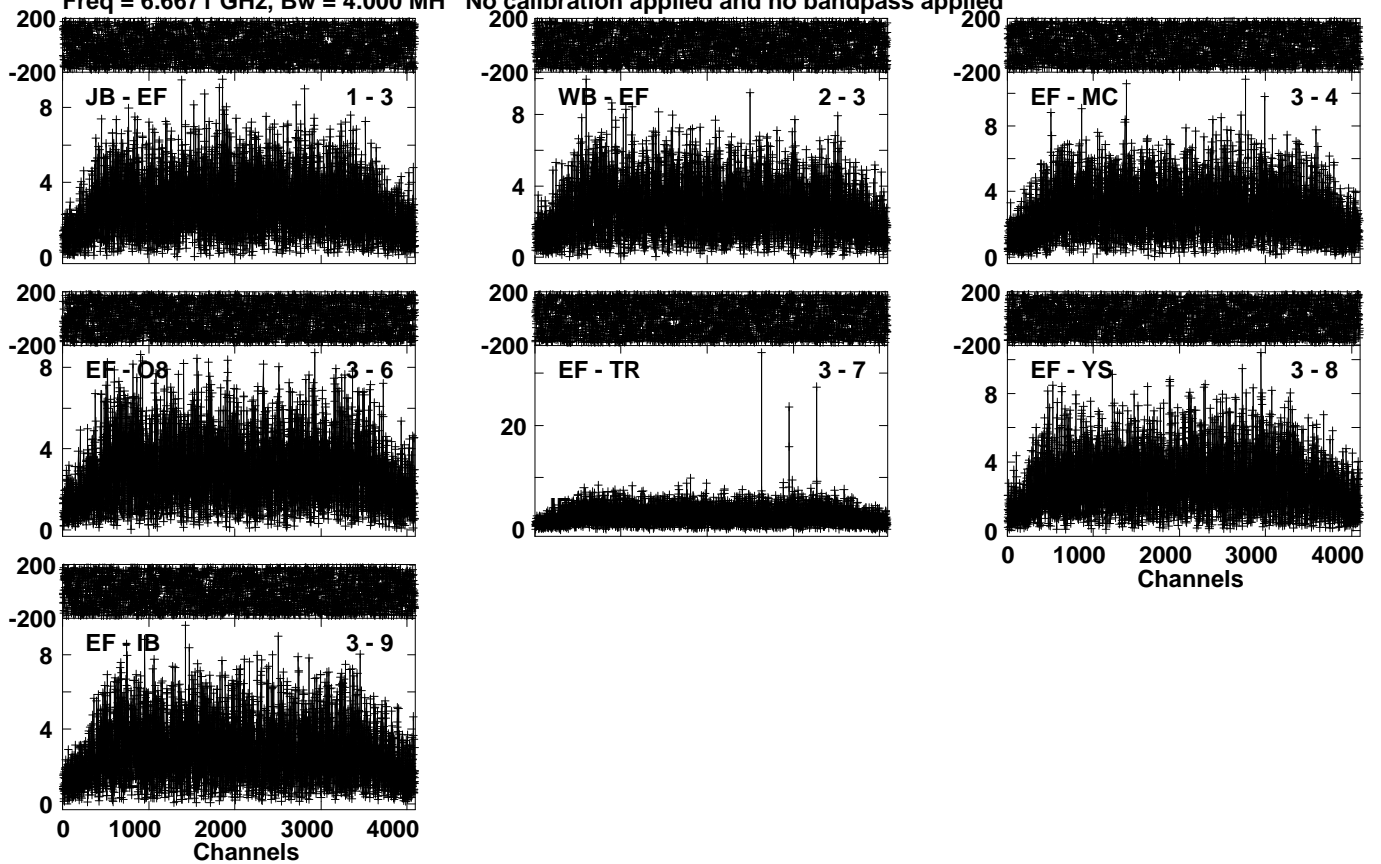 Freq = 6.6671 GHz, Bw = 4.000 MH No calibration applied and no bandpass applied
200 200 200
-200 -200 -200
JB - EF 1 - 3 WB - EF 2 - 3 EF - MC 3 - 4
8 8 8
4 4 4
0 0 0
200 200 200
-200 -200 -200
EF - O8 3 - 6 EF - TR 3 - 7 EF - YS 3 - 8
8 20 8
4 4
0 0 0
0 1000 2000 3000 4000
Channels
200
-200
EF - IB 3 - 9
8
4
0
0 1000 2000 3000 4000
Channels